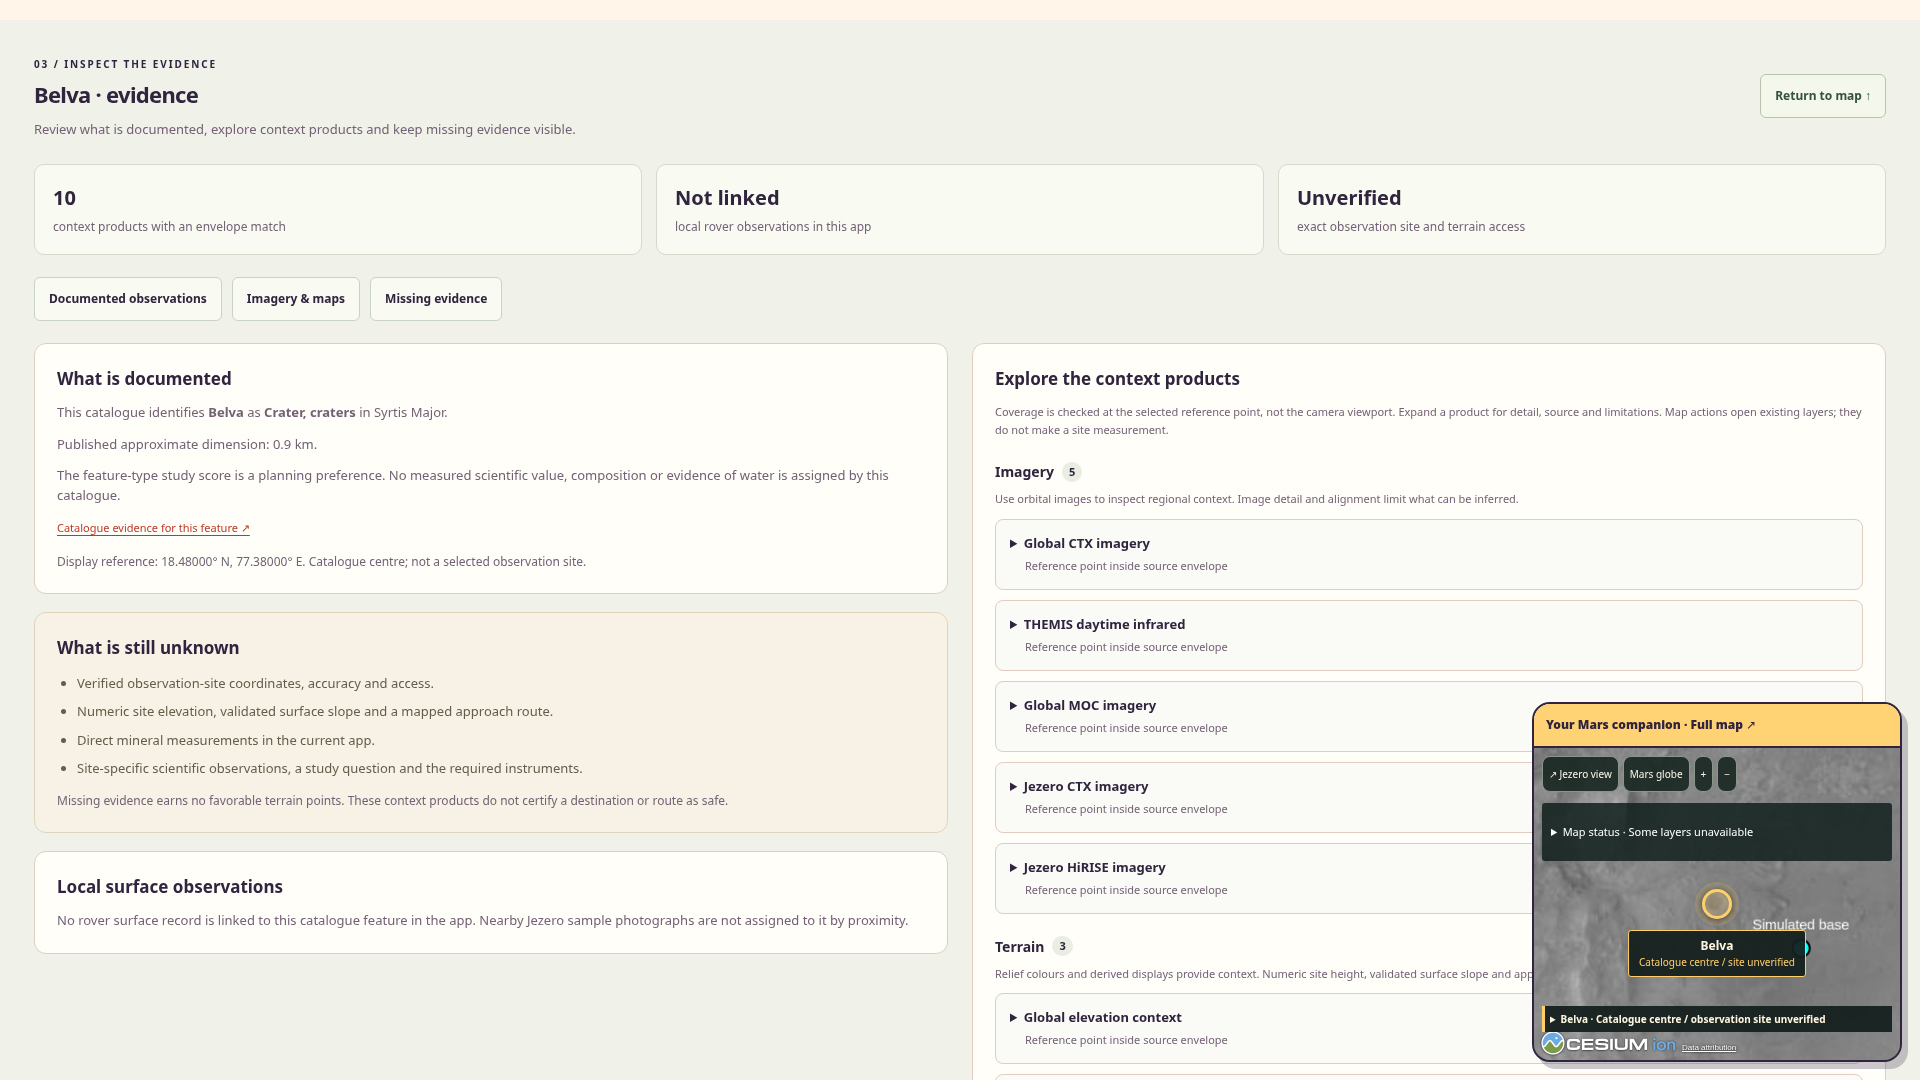 03 / INSPECT THE EVIDENCE
Belva · evidence
Review what is documented, explore context products and keep missing evidence visible.
Return to map ↑
10
context products with an envelope match
Not linked
local rover observations in this app
Unverified
exact observation site and terrain access
Documented observations
Imagery & maps
Missing evidence
What is documented
This catalogue identifies Belva as Crater, craters in Syrtis Major.
Published approximate dimension: 0.9 km.
The feature-type study score is a planning preference. No measured scientific value, composition or evidence of water is assigned by this
catalogue.
Catalogue evidence for this feature ↗
Display reference: 18.48000° N, 77.38000° E. Catalogue centre; not a selected observation site.
What is still unknown
• Verified observation-site coordinates, accuracy and access.
• Numeric site elevation, validated surface slope and a mapped approach route.
• Direct mineral measurements in the current app.
• Site-specific scientific observations, a study question and the required instruments.
Missing evidence earns no favorable terrain points. These context products do not certify a destination or route as safe.
Local surface observations
No rover surface record is linked to this catalogue feature in the app. Nearby Jezero sample photographs are not assigned to it by proximity.
Explore the context products
Coverage is checked at the selected reference point, not the camera viewport. Expand a product for detail, source and limitations. Map actions open existing layers; they
do not make a site measurement.
Imagery 5
Use orbital images to inspect regional context. Image detail and alignment limit what can be inferred.
▶ Global CTX imagery
Reference point inside source envelope
▶ THEMIS daytime infrared
Reference point inside source envelope
▶ Global MOC imagery
Reference point inside source envelope
▶ Jezero CTX imagery
Reference point inside source envelope
▶ Jezero HiRISE imagery
Reference point inside source envelope
Terrain 3
Relief colours and derived displays provide context. Numeric site height, validated surface slope and app
▶ Global elevation context
Reference point inside source envelope
Your Mars companion · Full map ↗
↗ Jezero view
Mars globe
+
−
▶ Map status · Some layers unavailable
Simulated base
Belva
Catalogue centre / site unverified
▶ Belva · Catalogue centre / observation site unverified
CESIUM ion Data attribution